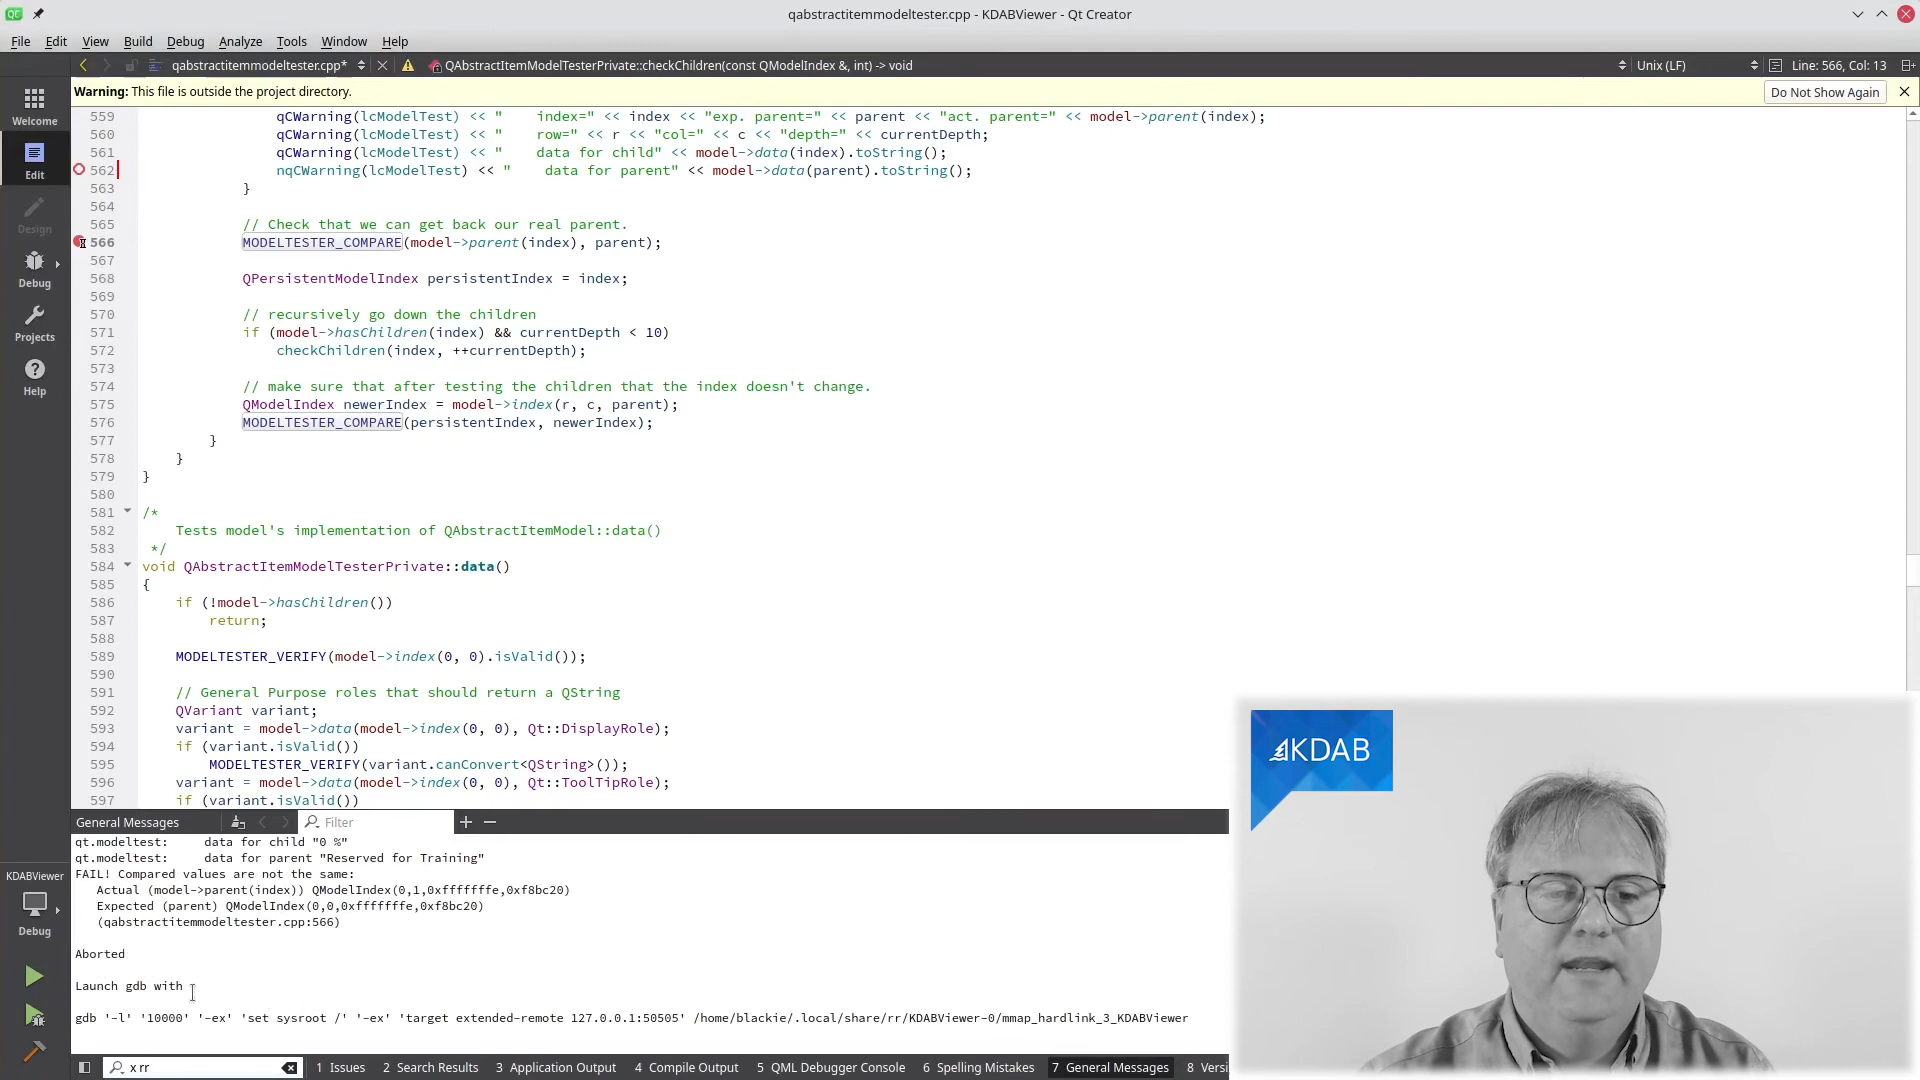 qabstractitemmodeltester.cpp - KDABViewer - Qt Creator
File Edit View Build Debug Analyze Tools Window Help
qabstractitemmodeltester.cpp* QAbstractItemModelTesterPrivate::checkChildren(const QModelIndex &, int) -> void Unix (LF) Line: 566, Col: 13
Warning: This file is outside the project directory. Do Not Show Again
Welcome
Edit
Design
Debug
Projects
Help
559 qCWarning(lcModelTest) << "    index=" << index << "exp. parent=" << parent << "act. parent=" << model->parent(index);
560 qCWarning(lcModelTest) << "    row=" << r << "col=" << c << "depth=" << currentDepth;
561 qCWarning(lcModelTest) << "    data for child" << model->data(index).toString();
562 nqCWarning(lcModelTest) << "    data for parent" << model->data(parent).toString();
563 }
564
565 // Check that we can get back our real parent.
566 MODELTESTER_COMPARE(model->parent(index), parent);
567
568 QPersistentModelIndex persistentIndex = index;
569
570 // recursively go down the children
571 if (model->hasChildren(index) && currentDepth < 10)
572 checkChildren(index, ++currentDepth);
573
574 // make sure that after testing the children that the index doesn't change.
575 QModelIndex newerIndex = model->index(r, c, parent);
576 MODELTESTER_COMPARE(persistentIndex, newerIndex);
577 }
578 }
579 }
580
581 /*
582 Tests model's implementation of QAbstractItemModel::data()
583 */
584 void QAbstractItemModelTesterPrivate::data()
585 {
586 if (!model->hasChildren())
587 return;
588
589 MODELTESTER_VERIFY(model->index(0, 0).isValid());
590
591 // General Purpose roles that should return a QString
592 QVariant variant;
593 variant = model->data(model->index(0, 0), Qt::DisplayRole);
594 if (variant.isValid())
595 MODELTESTER_VERIFY(variant.canConvert<QString>());
596 variant = model->data(model->index(0, 0), Qt::ToolTipRole);
597 if (variant.isValid())
KDAB
General Messages Filter
qt.modeltest:    data for child "0 %"
qt.modeltest:    data for parent "Reserved for Training"
FAIL! Compared values are not the same:
Actual (model->parent(index)) QModelIndex(0,1,0xfffffffe,0xf8bc20)
Expected (parent) QModelIndex(0,0,0xfffffffe,0xf8bc20)
(qabstractitemmodeltester.cpp:566)
Aborted
Launch gdb with
gdb '-l' '10000' '-ex' 'set sysroot /' '-ex' 'target extended-remote 127.0.0.1:50505' /home/blackie/.local/share/rr/KDABViewer-0/mmap_hardlink_3_KDABViewer
KDABViewer
Debug
x rr 1 Issues 2 Search Results 3 Application Output 4 Compile Output 5 QML Debugger Console 6 Spelling Mistakes 7 General Messages 8 Versi